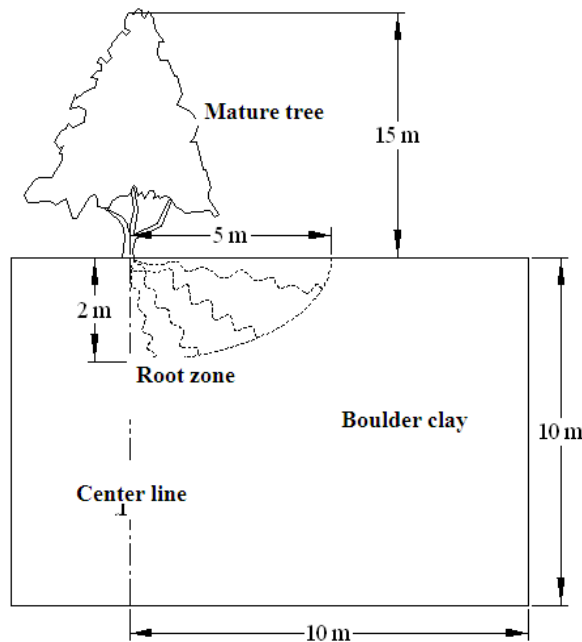 Mature tree
15 m
5 m
2 m
Root zone
Boulder clay
10 m
Center line
10 m